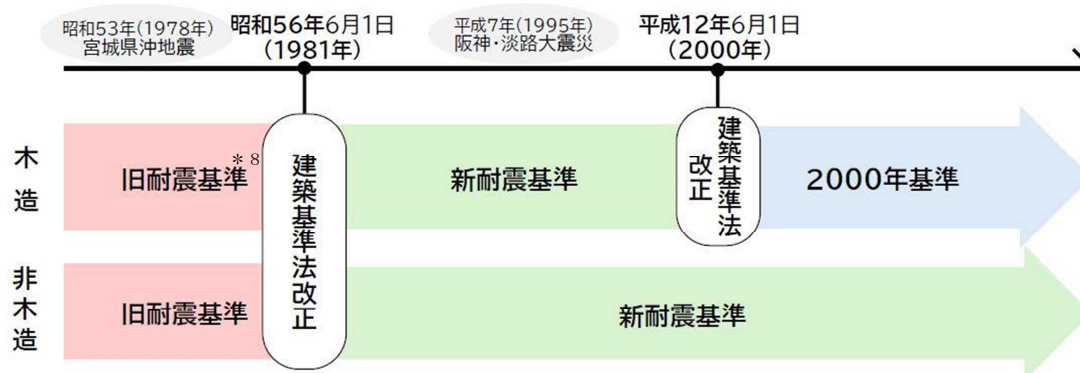 昭和53年(1978年)
宮城県沖地震
昭和56年6月1日
(1981年)
平成7年(1995年)
阪神・淡路大震災
平成12年6月1日
(2000年)
木造
旧耐震基準*8
建築基準法改正
新耐震基準
建築基準法
改正
2000年基準
非木造
旧耐震基準
新耐震基準